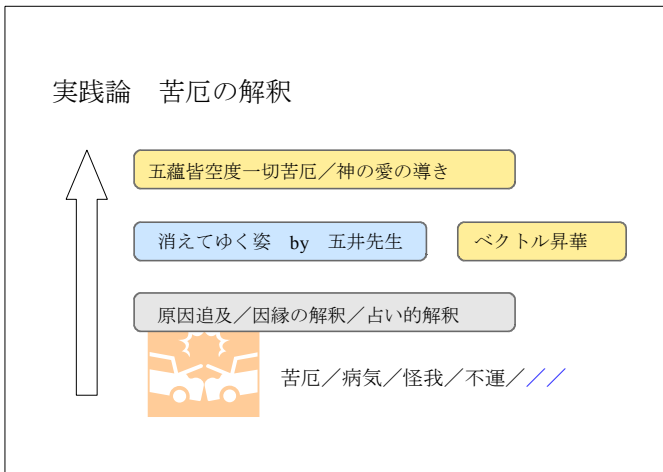 実践論　苦厄の解釈
五蘊皆空度一切苦厄／神の愛の導き
消えてゆく姿　by　五井先生
ベクトル昇華
原因追及／因縁の解釈／占い的解釈
苦厄／病気／怪我／不運／／／